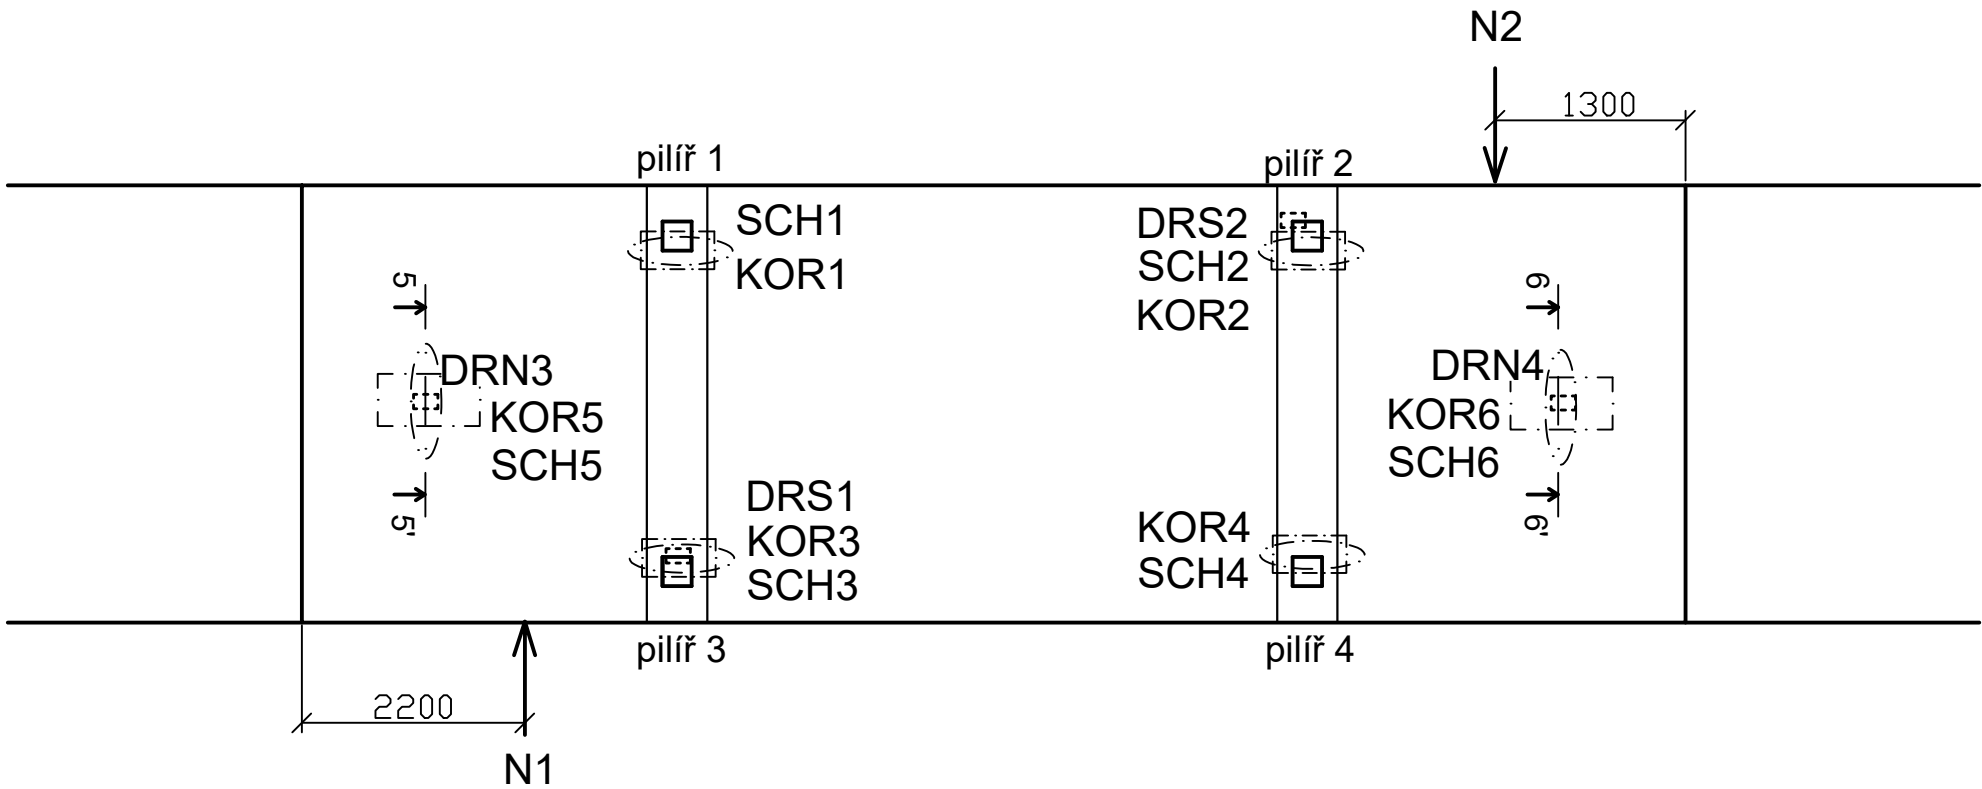 N2
1300
pilíř 1
pilíř 2
SCH1
KOR1
DRS2
SCH2
KOR2
5
6
DRN3
KOR5
SCH5
DRN4
KOR6
SCH6
5'
6'
DRS1
KOR3
SCH3
KOR4
SCH4
pilíř 3
pilíř 4
2200
N1